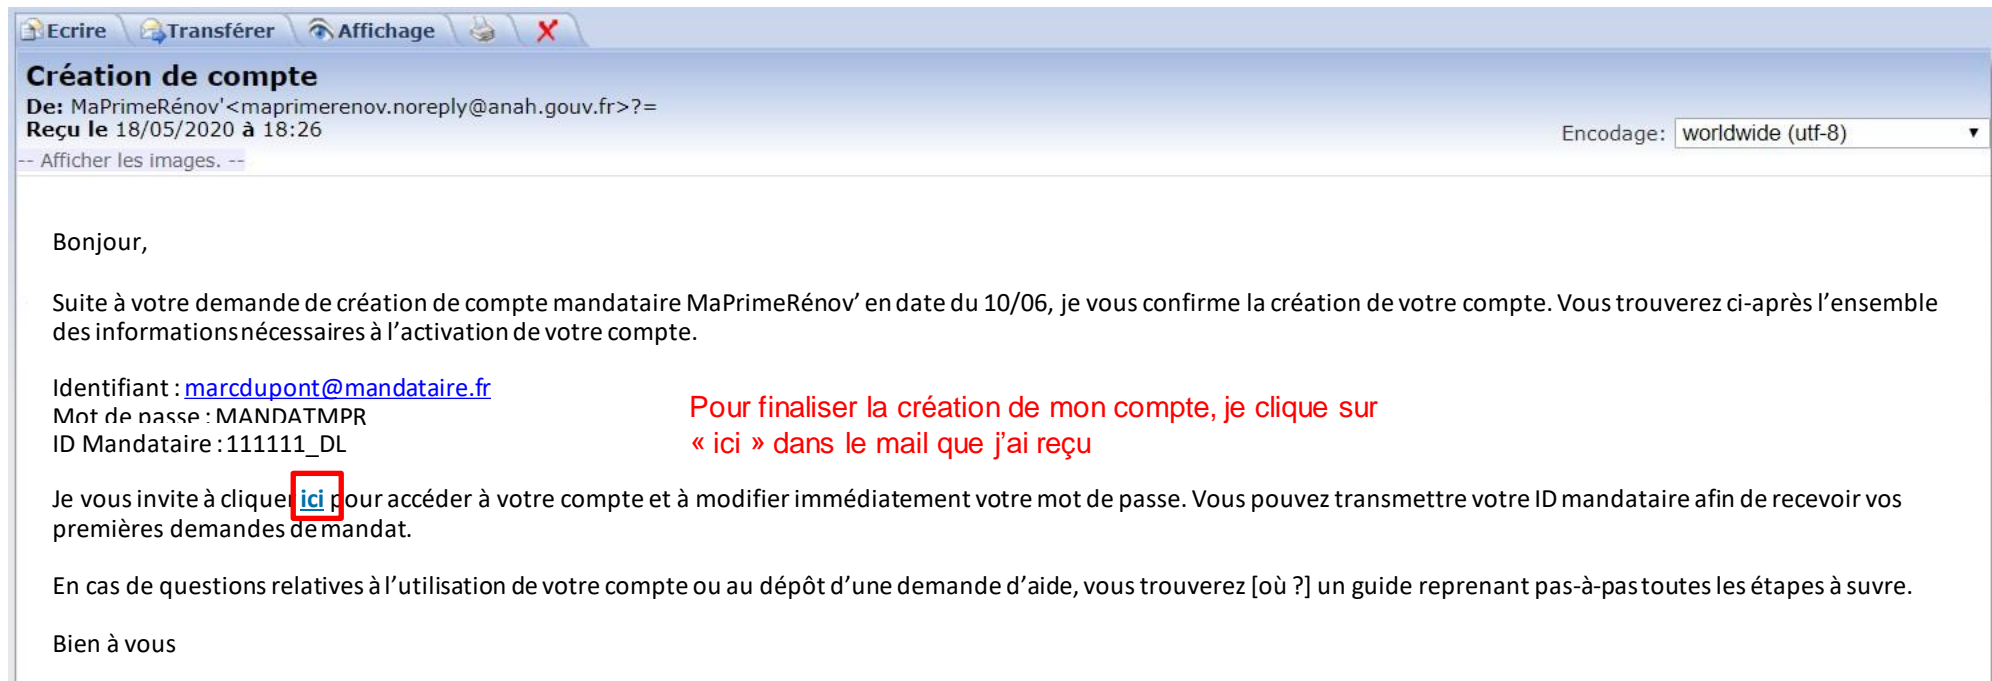 Ecrire Transférer Affichage
Création de compte
De: MaPrimeRénov'<maprimerenov.noreply@anah.gouv.fr>?=
Reçu le 18/05/2020 à 18:26
Encodage: worldwide (utf-8)
-- Afficher les images. --
Bonjour,
Suite à votre demande de création de compte mandataire MaPrimeRénov’ en date du 10/06, je vous confirme la création de votre compte. Vous trouverez ci-après l’ensemble
des informations nécessaires à l’activation de votre compte.
Identifiant : marcdupont@mandataire.fr
Mot de passe : MANDATMPR
ID Mandataire : 111111_DL
Pour finaliser la création de mon compte, je clique sur
« ici » dans le mail que j’ai reçu
Je vous invite à cliquer ici pour accéder à votre compte et à modifier immédiatement votre mot de passe. Vous pouvez transmettre votre ID mandataire afin de recevoir vos
premières demandes de mandat.
En cas de questions relatives à l’utilisation de votre compte ou au dépôt d’une demande d’aide, vous trouverez [où ?] un guide reprenant pas-à-pas toutes les étapes à suvre.
Bien à vous